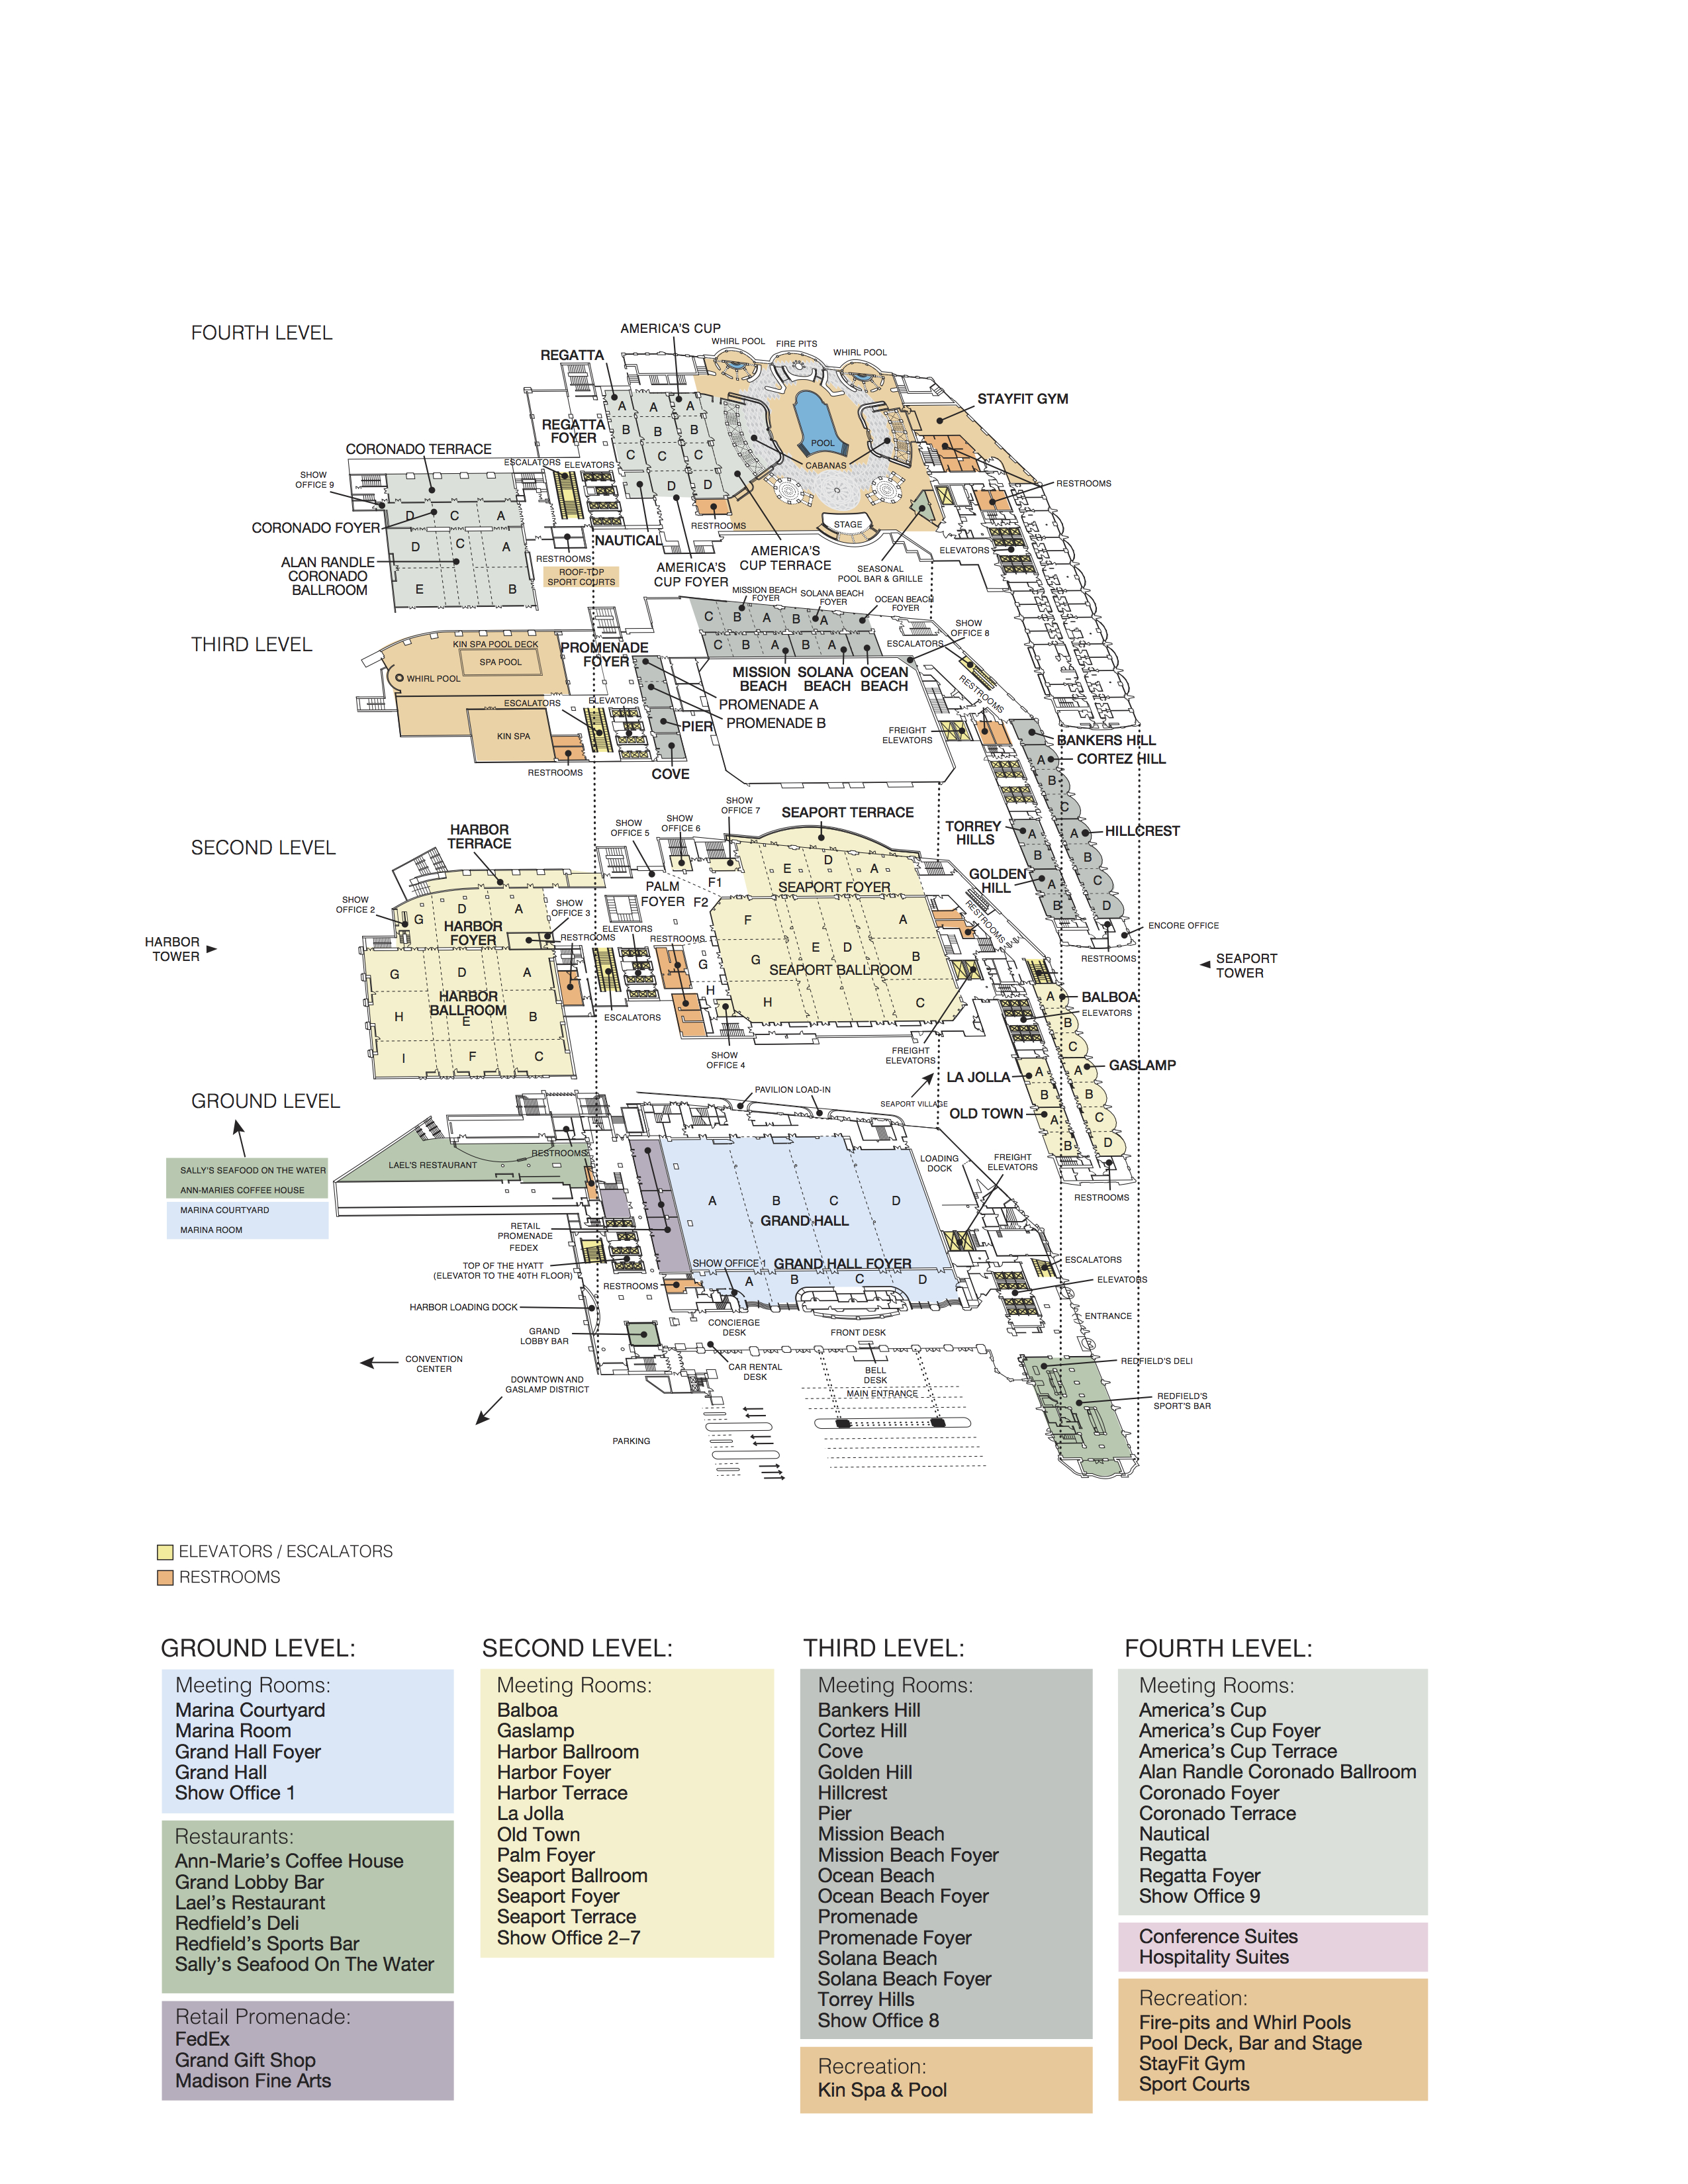 FOURTH LEVEL
AMERICA'S CUP
REGATTA
WHIRL POOL
FIRE PITS
WHIRL POOL
STAYFIT GYM
A
A
A
B
B
B
C
C
C
D
D
REGATTA
FOYER
POOL
CABANAS
CORONADO TERRACE
ESCALATORS
ELEVATORS
SHOW
OFFICE 9
RESTROOMS
D
C
A
CORONADO FOYER
RESTROOMS
STAGE
NAUTICAL
D
C
A
ELEVATORS
RESTROOMS
ALAN RANDLE
CORONADO
BALLROOM
AMERICA'S
CUP TERRACE
AMERICA'S
CUP FOYER
SEASONAL
POOL BAR & GRILLE
ROOF-TOP
SPORT COURTS
E
B
MISSION BEACH
FOYER
SOLANA BEACH
FOYER
OCEAN BEACH
FOYER
C
B
A
B
A
SHOW
OFFICE 8
THIRD LEVEL
KIN SPA POOL DECK
SPA POOL
WHIRL POOL
PROMENADE
FOYER
C
B
A
B
A
ESCALATORS
MISSION
BEACH
SOLANA
BEACH
OCEAN
BEACH
RESTROOMS
ESCALATORS
ELEVATORS
PROMENADE A
PROMENADE B
PIER
KIN SPA
FREIGHT
ELEVATORS
BANKERS HILL
CORTEZ HILL
A
B
C
RESTROOMS
COVE
SHOW
OFFICE 7
SHOW
OFFICE 6
SHOW
OFFICE 5
SEAPORT TERRACE
TORREY
HILLS
A
A
HILLCREST
B
B
HARBOR
TERRACE
SECOND LEVEL
GOLDEN
HILL
A
C
B
D
E
D
A
SEAPORT FOYER
PALM
FOYER
F1
F2
SHOW
OFFICE 2
SHOW
OFFICE 3
G
D
A
HARBOR
FOYER
RESTROOMS
ELEVATORS
RESTROOMS
F
A
RESTROOMS
ENCORE OFFICE
RESTROOMS
HARBOR
TOWER
SEAPORT
TOWER
G
E
D
G
B
SEAPORT BALLROOM
G
D
A
HARBOR
BALLROOM
H
E
B
H
H
C
A
BALBOA
ELEVATORS
B
C
ESCALATORS
I
F
C
SHOW
OFFICE 4
FREIGHT
ELEVATORS
GASLAMP
LA JOLLA
A
A
B
B
OLD TOWN
A
C
B
D
SEAPORT VILLAGE
PAVILION LOAD-IN
GROUND LEVEL
SALLY'S SEAFOOD ON THE WATER
ANN-MARIES COFFEE HOUSE
MARINA COURTYARD
MARINA ROOM
LAEL'S RESTAURANT
RESTROOMS
LOADING
DOCK
FREIGHT
ELEVATORS
RESTROOMS
A
B
C
D
GRAND HALL
RETAIL
PROMENADE
FEDEX
TOP OF THE HYATT
(ELEVATOR TO THE 40TH FLOOR)
SHOW OFFICE 1
GRAND HALL FOYER
A
B
C
D
RESTROOMS
ESCALATORS
ELEVATORS
HARBOR LOADING DOCK
ENTRANCE
GRAND
LOBBY BAR
CONCIERGE
DESK
FRONT DESK
CONVENTION
CENTER
CAR RENTAL
DESK
BELL
DESK
MAIN ENTRANCE
REDFIELD'S DELI
DOWNTOWN AND
GASLAMP DISTRICT
REDFIELD'S
SPORT'S BAR
PARKING
ELEVATORS / ESCALATORS
RESTROOMS
GROUND LEVEL:
Meeting Rooms:
Marina Courtyard
Marina Room
Grand Hall Foyer
Grand Hall
Show Office 1
Restaurants:
Ann-Marie's Coffee House
Grand Lobby Bar
Lael's Restaurant
Redfield's Deli
Redfield's Sports Bar
Sally's Seafood On The Water
Retail Promenade:
FedEx
Grand Gift Shop
Madison Fine Arts
SECOND LEVEL:
Meeting Rooms:
Balboa
Gaslamp
Harbor Ballroom
Harbor Foyer
Harbor Terrace
La Jolla
Old Town
Palm Foyer
Seaport Ballroom
Seaport Foyer
Seaport Terrace
Show Office 2–7
THIRD LEVEL:
Meeting Rooms:
Bankers Hill
Cortez Hill
Cove
Golden Hill
Hillcrest
Pier
Mission Beach
Mission Beach Foyer
Ocean Beach
Ocean Beach Foyer
Promenade
Promenade Foyer
Solana Beach
Solana Beach Foyer
Torrey Hills
Show Office 8
Recreation:
Kin Spa & Pool
FOURTH LEVEL:
Meeting Rooms:
America's Cup
America's Cup Foyer
America's Cup Terrace
Alan Randle Coronado Ballroom
Coronado Foyer
Coronado Terrace
Nautical
Regatta
Regatta Foyer
Show Office 9
Conference Suites
Hospitality Suites
Recreation:
Fire-pits and Whirl Pools
Pool Deck, Bar and Stage
StayFit Gym
Sport Courts